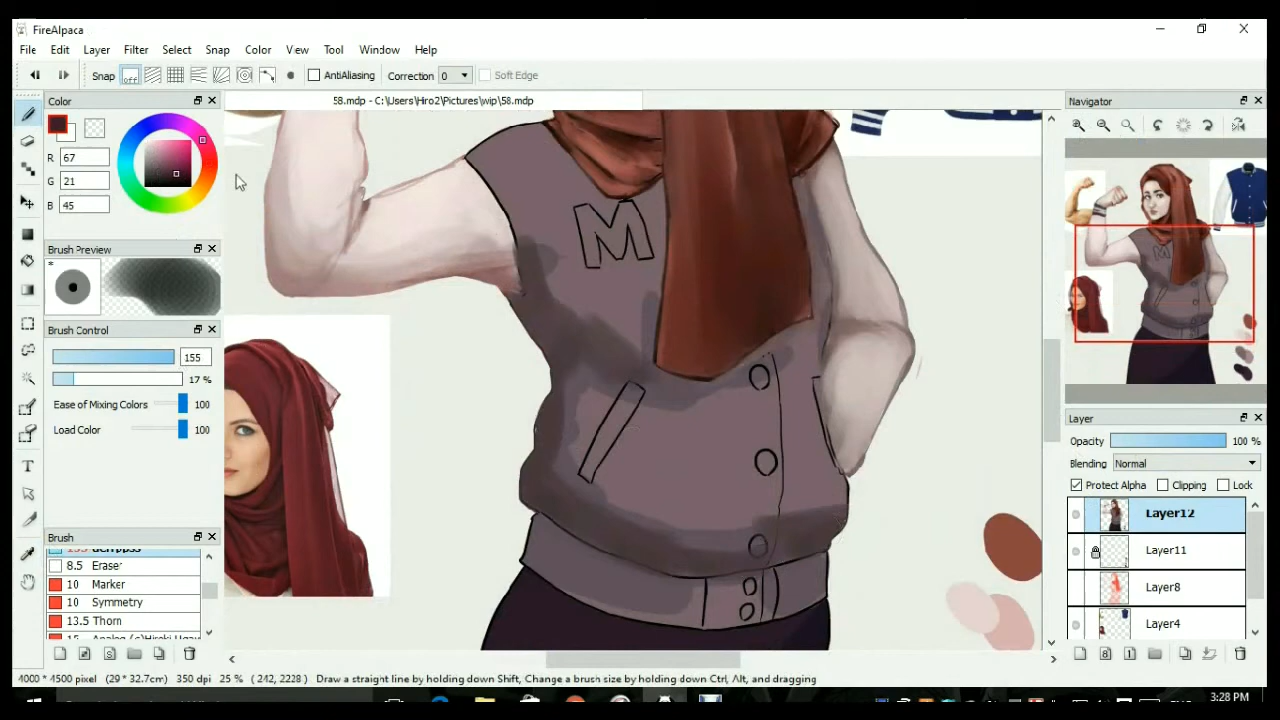 FireAlpaca
File Edit Layer Filter Select Snap Color View Tool Window Help
Snap off AntiAliasing Correction 0 Soft Edge
Color
58.mdp - C:\Users\Hiro2\Pictures\wip\58.mdp
Navigator
R 67
G 21
B 45
M
Brush Preview
*
Brush Control
155
17 %
Ease of Mixing Colors 100
Load Color 100
Layer
Opacity 100 %
Blending Normal
Protect Alpha Clipping Lock
Layer12
Layer11
Layer8
Layer4
Brush
8.5 Eraser
10 Marker
10 Symmetry
13.5 Thorn
4000 * 4500 pixel (29 * 32.7cm) 350 dpi 25 % ( 242, 2228 ) Draw a straight line by holding down Shift, Change a brush size by holding down Ctrl, Alt, and dragging
3:28 PM